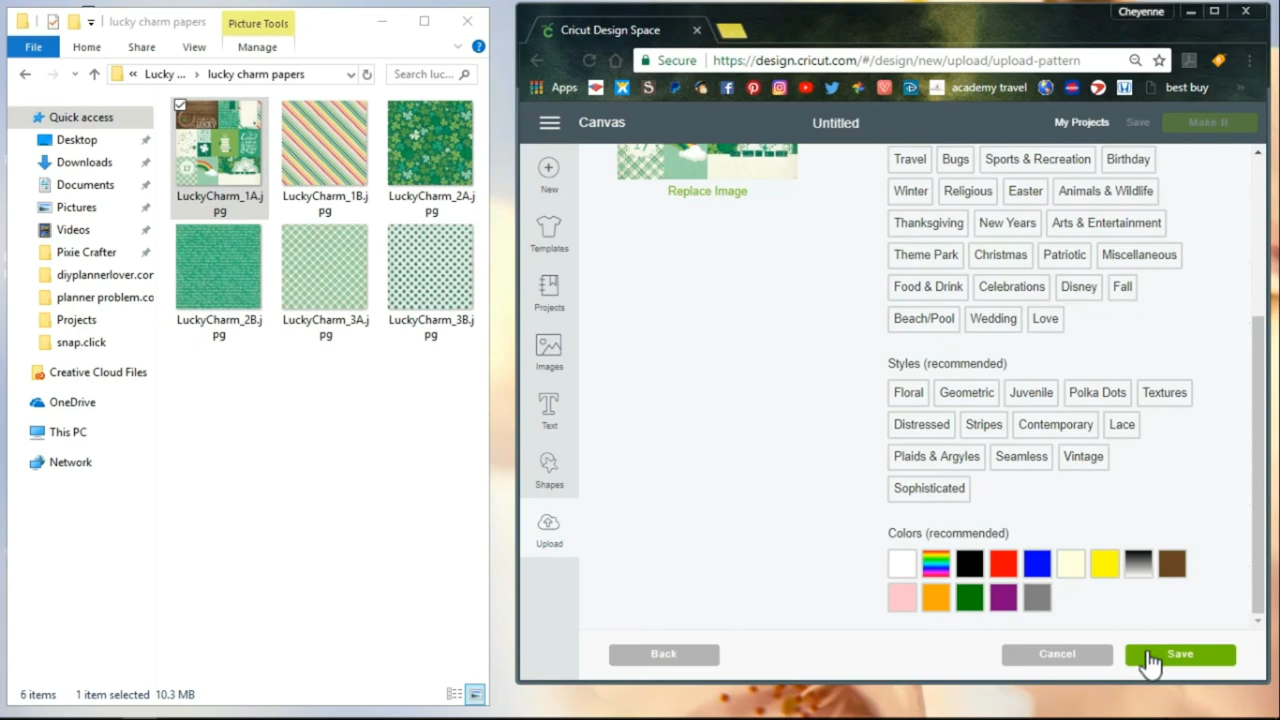 lucky charm papers
Picture Tools
File
Home
Share
View
Manage
Lucky ...
lucky charm papers
Search luc...
Quick access
Desktop
Downloads
Documents
Pictures
Videos
Pixie Crafter
diyplannerlover.cor
planner problem.co
Projects
snap.click
Creative Cloud Files
OneDrive
This PC
Network
LuckyCharm_1A.j
pg
LuckyCharm_1B.j
pg
LuckyCharm_2A.j
pg
LuckyCharm_2B.j
pg
LuckyCharm_3A.j
pg
LuckyCharm_3B.j
pg
6 items
1 item selected 10.3 MB
Cheyenne
Cricut Design Space
Secure
https://design.cricut.com/#/design/new/upload/upload-pattern
Apps
academy travel
best buy
Canvas
Untitled
My Projects
Save
Make It
New
Templates
Projects
Images
Text
Shapes
Upload
17
Replace Image
Travel
Bugs
Sports & Recreation
Birthday
Winter
Religious
Easter
Animals & Wildlife
Thanksgiving
New Years
Arts & Entertainment
Theme Park
Christmas
Patriotic
Miscellaneous
Food & Drink
Celebrations
Disney
Fall
Beach/Pool
Wedding
Love
Styles (recommended)
Floral
Geometric
Juvenile
Polka Dots
Textures
Distressed
Stripes
Contemporary
Lace
Plaids & Argyles
Seamless
Vintage
Sophisticated
Colors (recommended)
Back
Cancel
Save